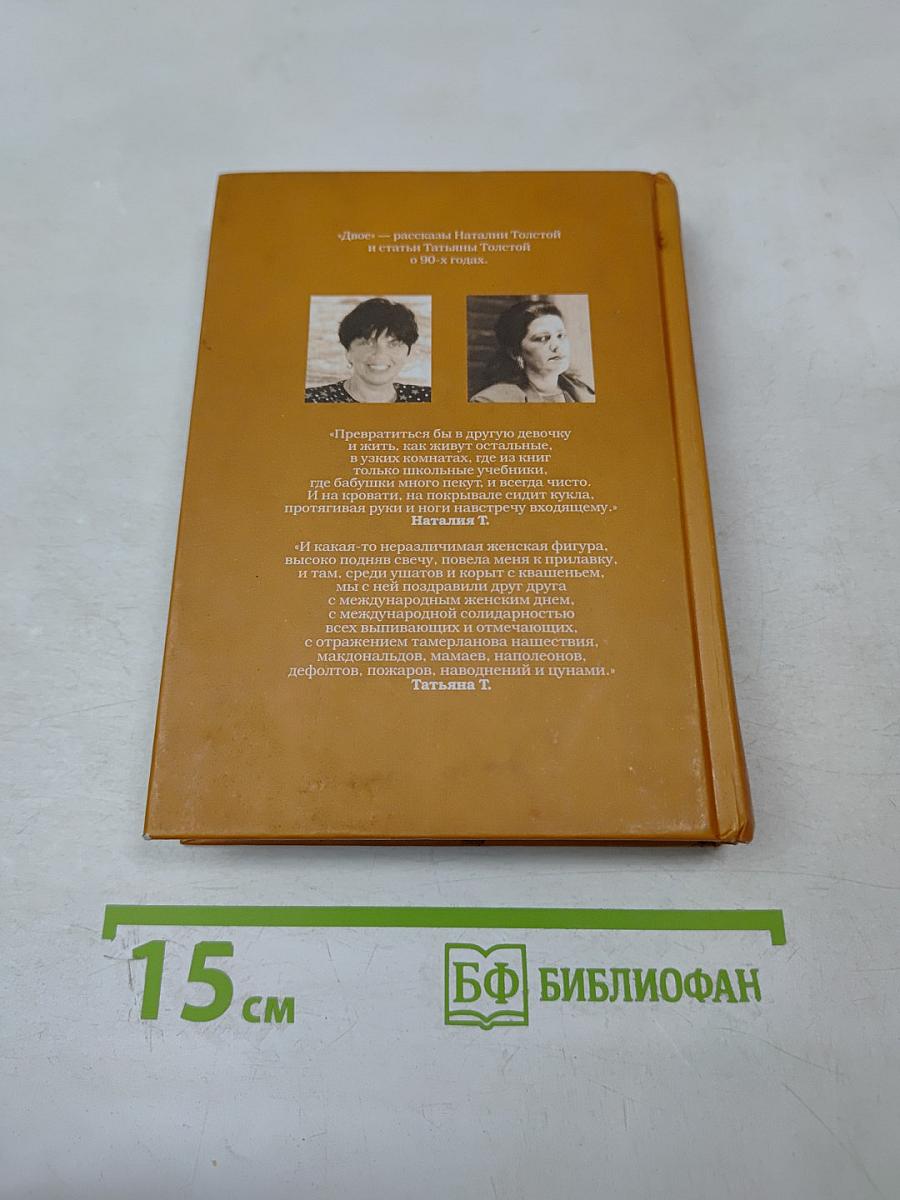 «Двое» — рассказы Наталии Толстой
и статьи Татьяны Толстой
о 90-х годах.
«Превратиться бы в другую девочку
и жить, как живут остальные,
в узких комнатах, где из книг
только школьные учебники,
где бабушки много пекут, и всегда чисто.
И на кровати, на покрывале сидит кукла,
протягивая руки и ноги навстречу входящему.»
Наталия Т.
«И какая-то неразличимая женская фигура,
высоко подняв свечу, повела меня к прилавку,
и там, среди ушатов и корыт с квашеньем,
мы с ней поздравили друг друга
с международным женским днем,
с международной солидарностью
всех выпивающих и отмечающих,
с отражением тамерланова нашествия,
макдональдов, мамаев, наполеонов,
дефолтов, пожаров, наводнений и цунами.»
Татьяна Т.
15 см
БФ БИБЛИОФАН